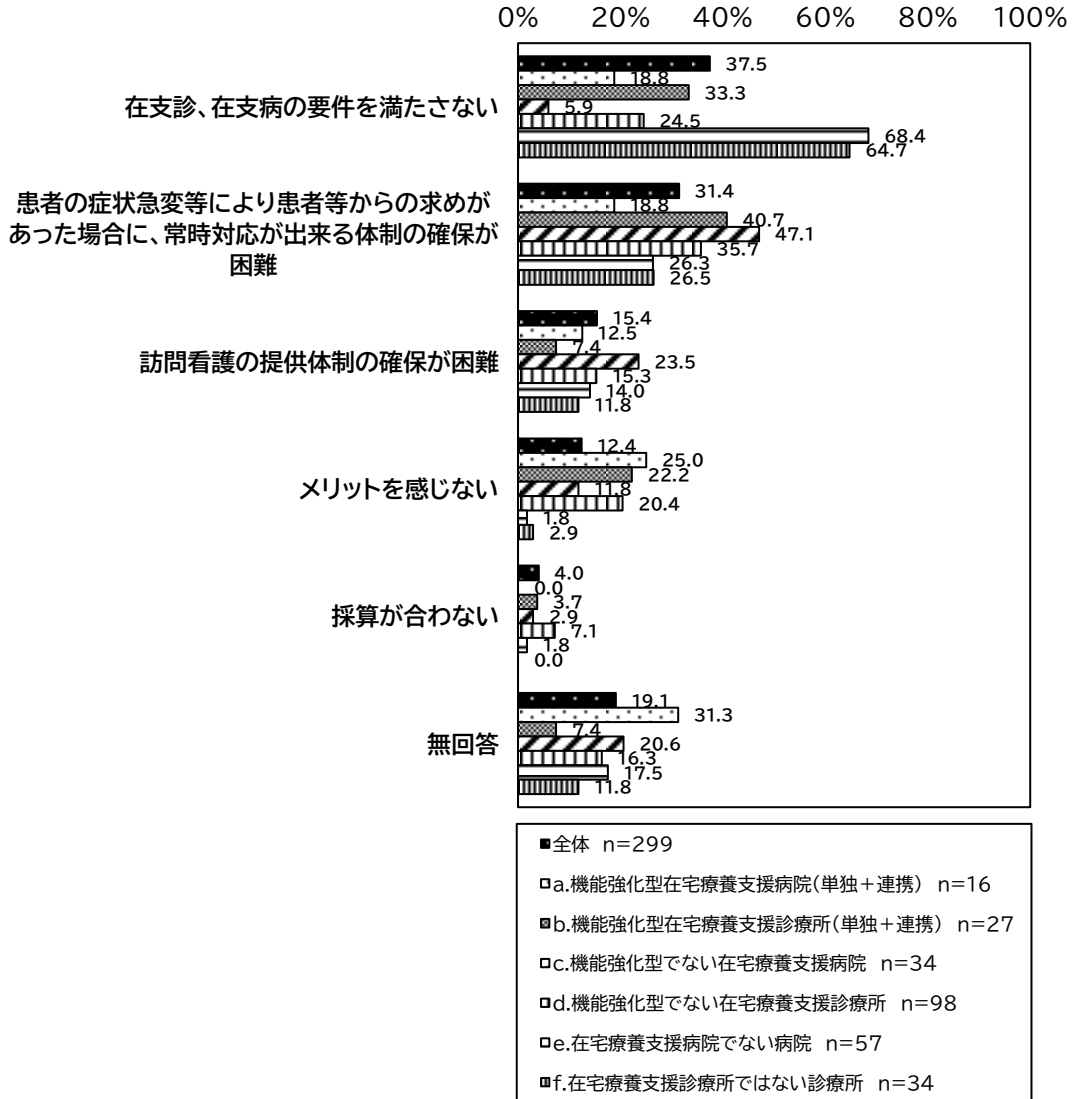 0% 20% 40% 60% 80% 100%
在支診、在支病の要件を満たさない
37.5
18.8
33.3
5.9
24.5
68.4
64.7
患者の症状急変等により患者等からの求めが
あった場合に、常時対応が出来る体制の確保が
困難
31.4
18.8
40.7
47.1
35.7
26.3
26.5
訪問看護の提供体制の確保が困難
15.4
12.5
7.4
23.5
15.3
14.0
11.8
メリットを感じない
12.4
25.0
22.2
11.8
20.4
1.8
2.9
採算が合わない
4.0
0.0
3.7
2.9
7.1
1.8
0.0
無回答
19.1
31.3
7.4
20.6
16.3
17.5
11.8
全体 n=299
a.機能強化型在宅療養支援病院(単独+連携) n=16
b.機能強化型在宅療養支援診療所(単独+連携) n=27
c.機能強化型でない在宅療養支援病院 n=34
d.機能強化型でない在宅療養支援診療所 n=98
e.在宅療養支援病院でない病院 n=57
f.在宅療養支援診療所ではない診療所 n=34